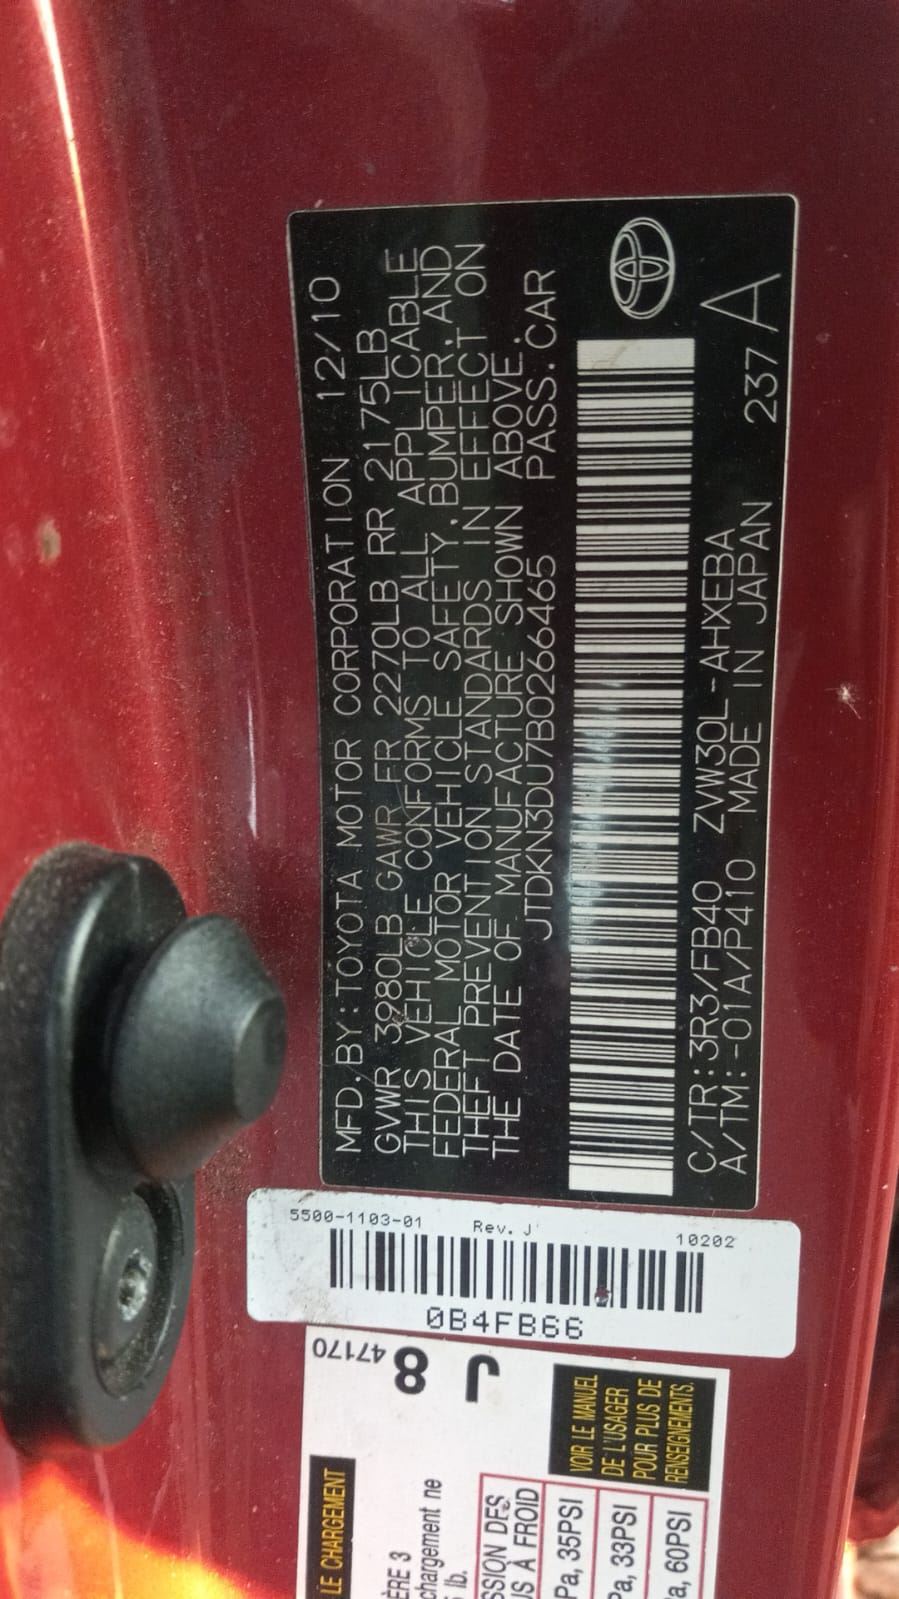 MFD. BY: TOYOTA MOTOR CORPORATION 12/10
GVWR 3980LB GAWR FR 2270LB RR 2175LB
THIS VEHICLE CONFORMS TO ALL APPLICABLE
FEDERAL MOTOR VEHICLE SAFETY, BUMPER, AND
THEFT PREVENTION STANDARDS IN EFFECT ON
THE DATE OF MANUFACTURE SHOWN ABOVE.
JTDKN3DU7B0266465 PASS.CAR
C/TR:3R3/FB40 ZVW30L-AHXEBA
A/TM:-01A/P410 MADE IN JAPAN
237A
5500-1103-01 Rev. J
10202
0B4FB66
47170
8
J
VOIR LE MANUEL
DE L'USAGER
POUR PLUS DE
RENSEIGNEMENTS.
LE CHARGEMENT
ÈRE 3
chargement ne
lb.
SSION DES
US À FROID
Pa, 35PSI
Pa, 33PSI
a, 60PSI